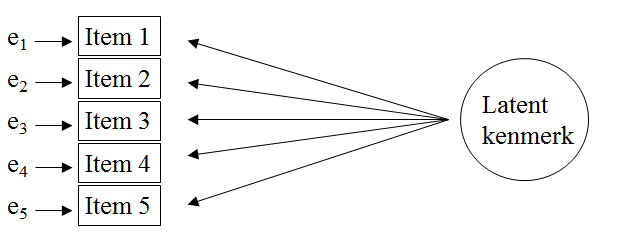 e₁ Item 1
e₂ Item 2
e₃ Item 3
e₄ Item 4
e₅ Item 5
Latent
kenmerk